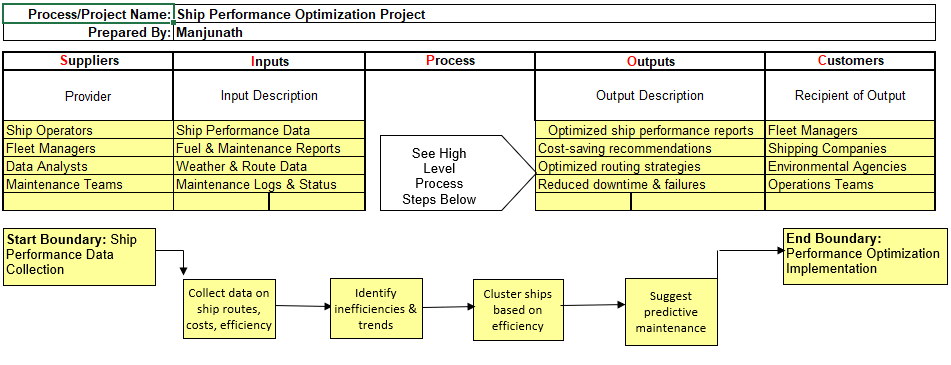 Process/Project Name: Ship Performance Optimization Project
Prepared By: Manjunath
Suppliers Inputs Process Outputs Customers
Provider Input Description Output Description Recipient of Output
Ship Operators Ship Performance Data Optimized ship performance reports Fleet Managers
Fleet Managers Fuel & Maintenance Reports Cost-saving recommendations Shipping Companies
Data Analysts Weather & Route Data Optimized routing strategies Environmental Agencies
Maintenance Teams Maintenance Logs & Status Reduced downtime & failures Operations Teams
See High
Level
Process
Steps Below
Start Boundary: Ship
Performance Data
Collection
Collect data on
ship routes,
costs, efficiency
Identify
inefficiencies &
trends
Cluster ships
based on
efficiency
Suggest
predictive
maintenance
End Boundary:
Performance Optimization
Implementation